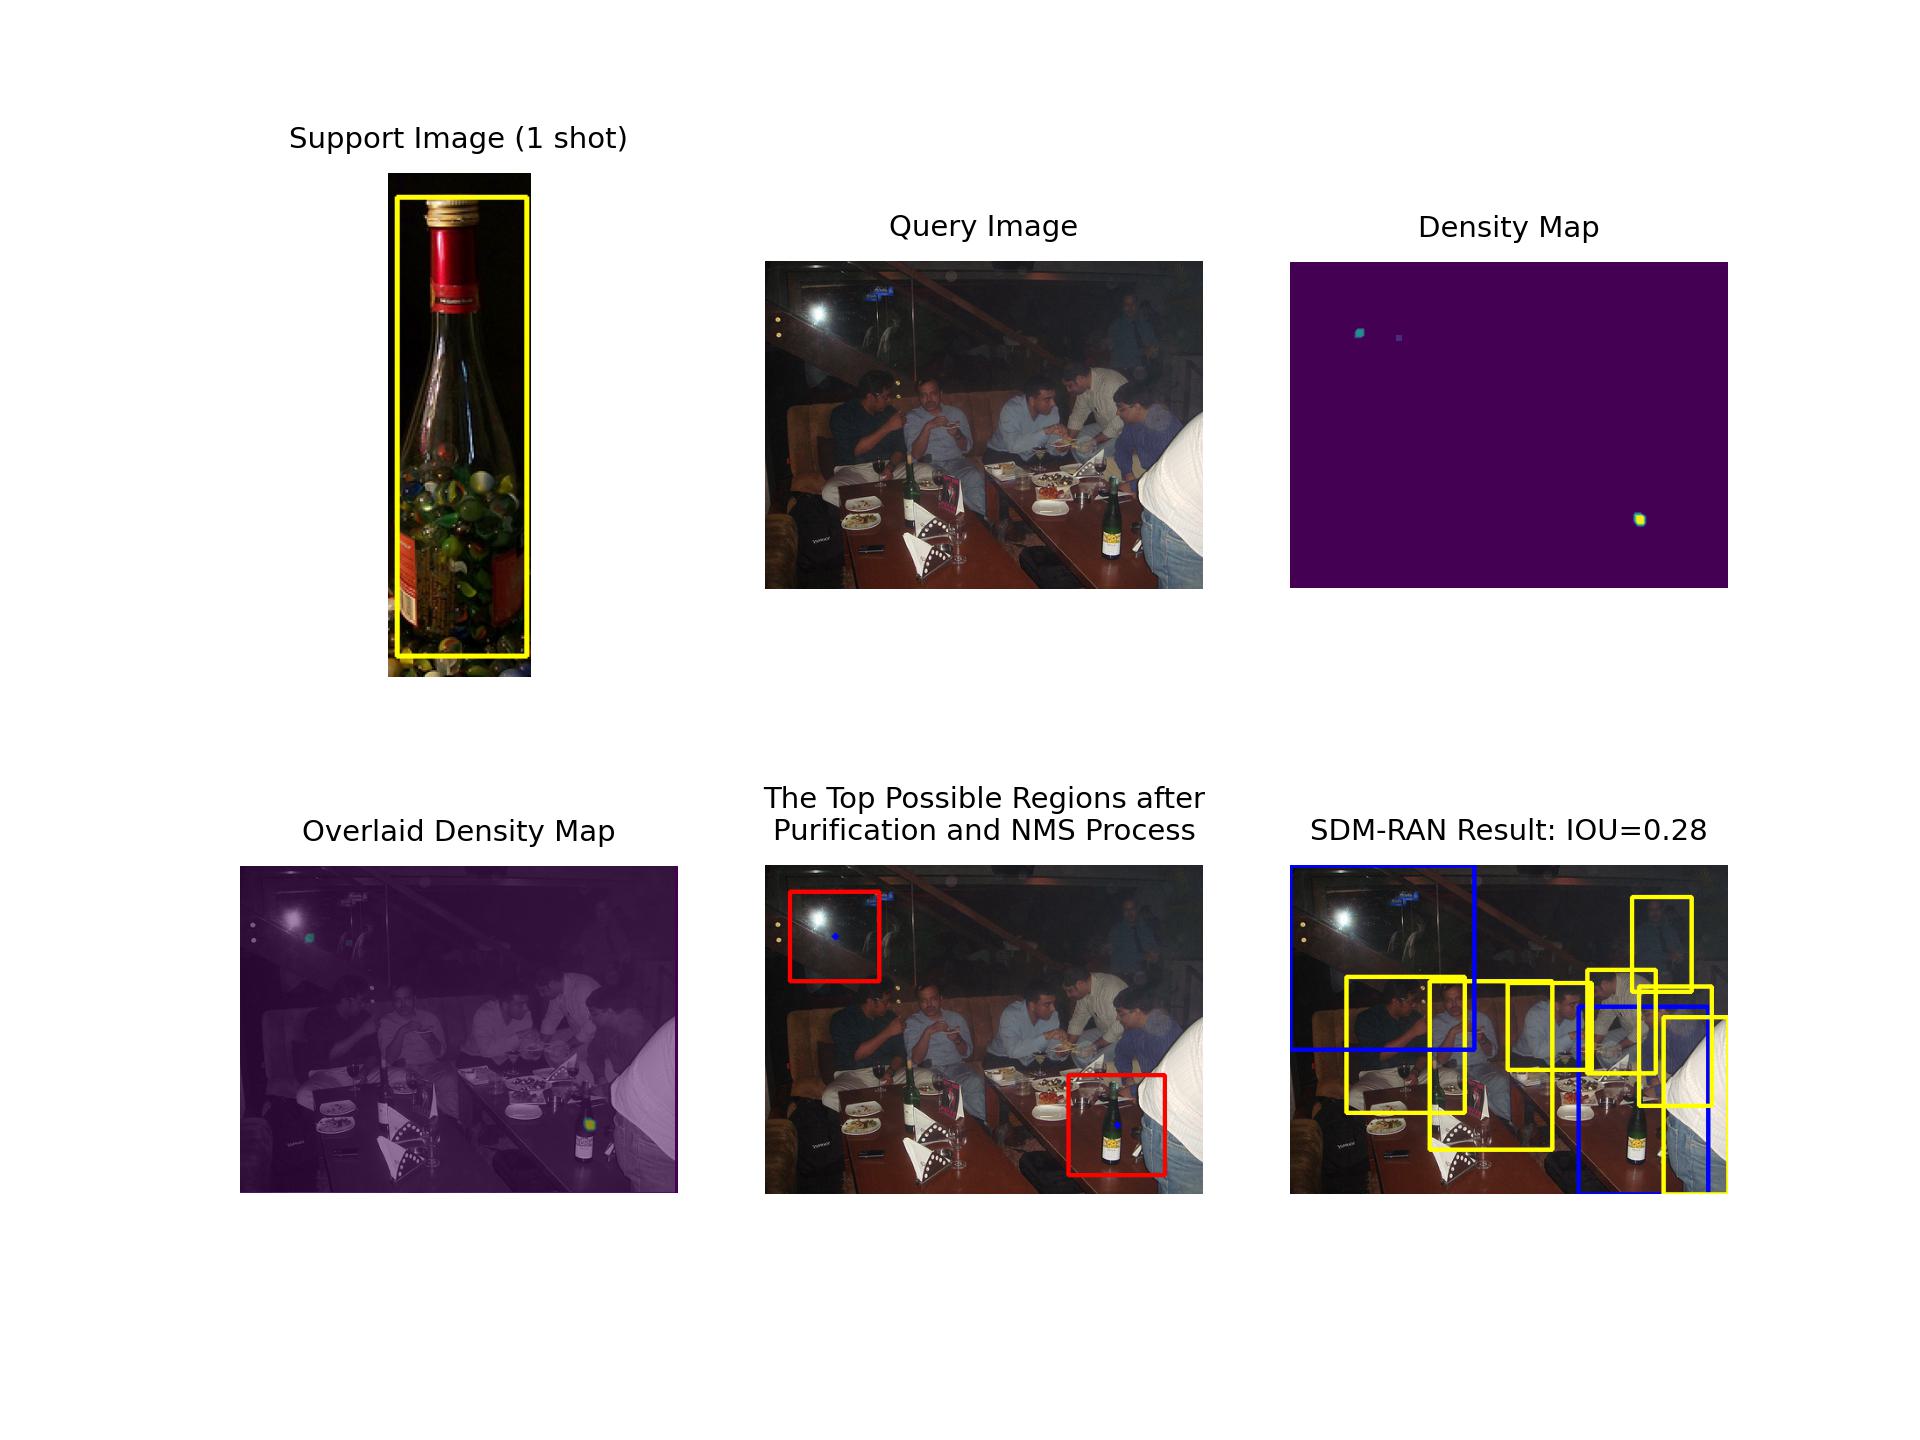 Support Image (1 shot)
Query Image
Density Map
Overlaid Density Map
The Top Possible Regions after
Purification and NMS Process
SDM-RAN Result: IOU=0.28